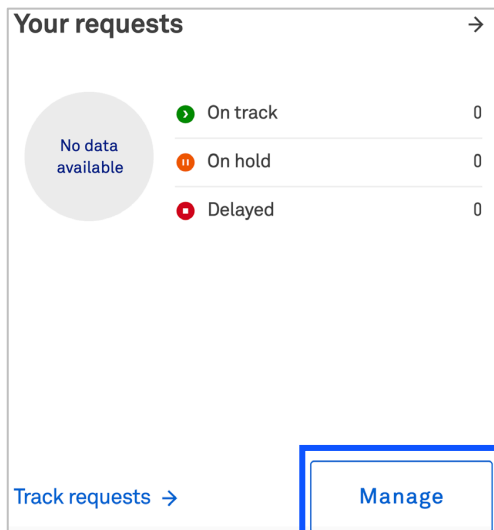 Your requests →
No data
available
On track 0
On hold 0
Delayed 0
Track requests →
Manage